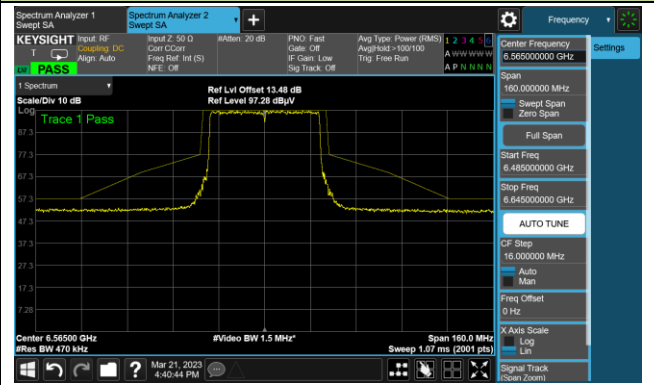 Spectrum Analyzer 1
Swept SA
Spectrum Analyzer 2
Swept SA
Frequency
KEYSIGHT
Input: RF
Coupling: DC
Align: Auto
Input Z: 50 Ω
Corr CCorr
Freq Ref: Int (S)
NFE: Off
#Atten: 20 dB
PNO: Fast
Gate: Off
IF Gain: Low
Sig Track: Off
Avg Type: Power (RMS)
Avg|Hold >100/100
Trig: Free Run
1 2 3 4 5 6
A W W W W W
A P N N N N
PASS
1 Spectrum
Scale/Div 10 dB
Ref Lvl Offset 13.48 dB
Ref Level 97.28 dBµV
Log
Trace 1 Pass
87.3
77.3
67.3
57.3
47.3
37.3
27.3
17.3
7.28
Center 6.56500 GHz
#Res BW 470 kHz
#Video BW 1.5 MHz*
Span 160.0 MHz
Sweep 1.07 ms (2001 pts)
Center Frequency
6.565000000 GHz
Settings
Span
160.000000 MHz
Swept Span
Zero Span
Full Span
Start Freq
6.485000000 GHz
Stop Freq
6.645000000 GHz
AUTO TUNE
CF Step
16.000000 MHz
Auto
Man
Freq Offset
0 Hz
X Axis Scale
Log
Lin
Signal Track
(Span Zoom)
Mar 21, 2023
4:40:44 PM